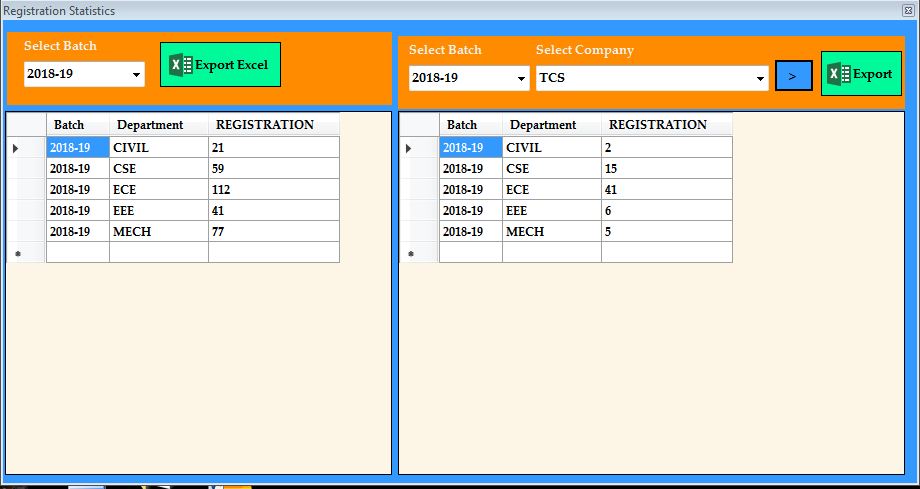 Registration Statistics
Select Batch
2018-19
Export Excel
Batch Department REGISTRATION
2018-19 CIVIL 21
2018-19 CSE 59
2018-19 ECE 112
2018-19 EEE 41
2018-19 MECH 77
Select Batch Select Company
2018-19 TCS > Export
Batch Department REGISTRATION
2018-19 CIVIL 2
2018-19 CSE 15
2018-19 ECE 41
2018-19 EEE 6
2018-19 MECH 5